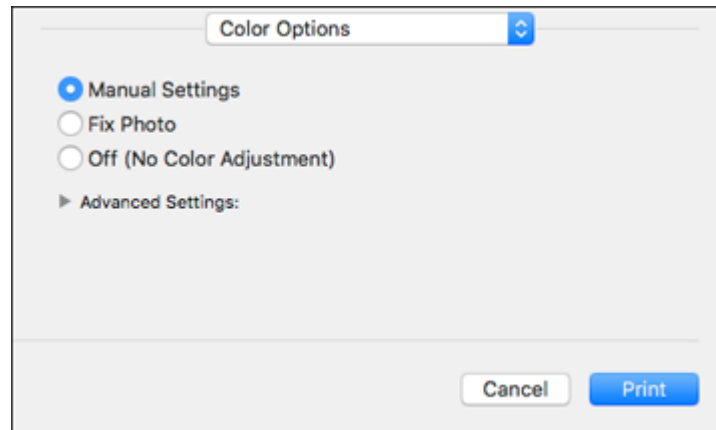 Color Options
Manual Settings
Fix Photo
Off (No Color Adjustment)
Advanced Settings:
Cancel
Print